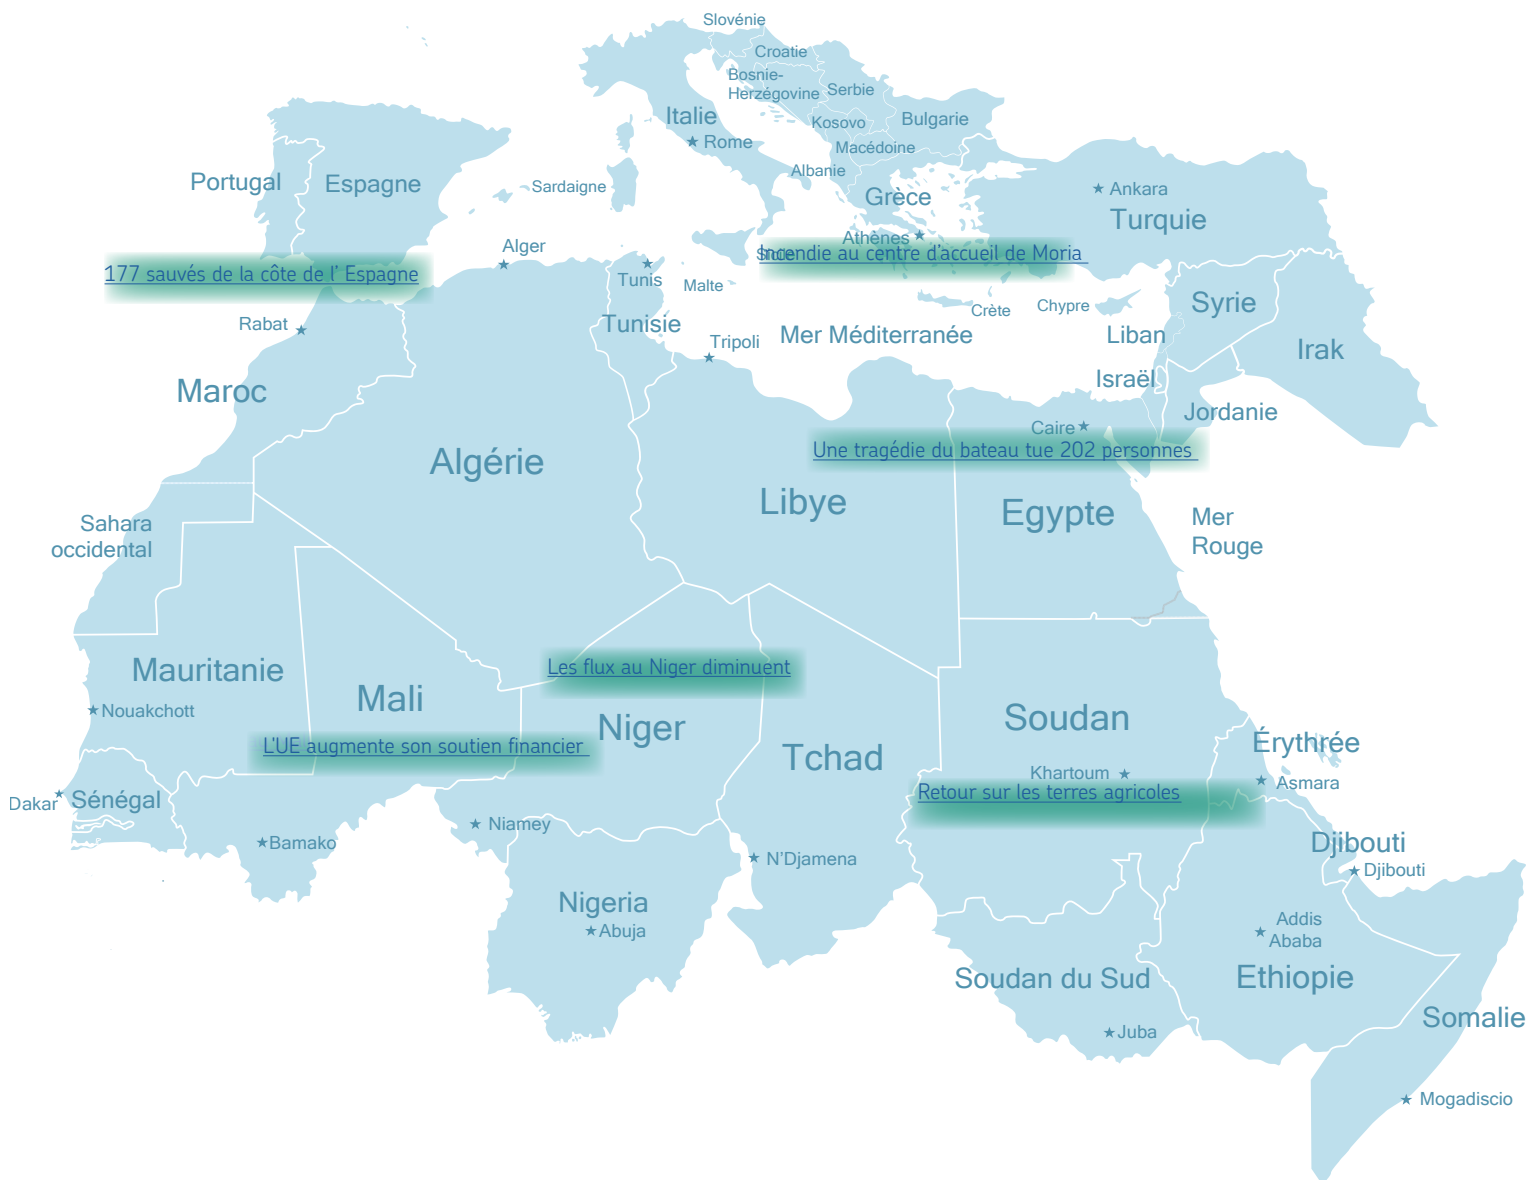 Slovénie
Croatie
Bosnie-
Herzégovine
Serbie
Italie
Kosovo
Bulgarie
Rome
Macédoine
Albanie
Portugal
Espagne
Sardaigne
Grèce
Ankara
Turquie
Athènes
Alger
Sicile
Incendie au centre d'accueil de Moria
177 sauvés de la côte de l' Espagne
Tunis
Malte
Crète
Chypre
Syrie
Rabat
Tunisie
Tripoli
Mer Méditerranée
Liban
Irak
Israël
Maroc
Jordanie
Caire
Une tragédie du bateau tue 202 personnes
Algérie
Libye
Egypte
Mer
Rouge
Sahara
occidental
Les flux au Niger diminuent
Mauritanie
Mali
Nouakchott
Niger
Soudan
L'UE augmente son soutien financier
Tchad
Érythrée
Khartoum
Asmara
Retour sur les terres agricoles
Dakar
Sénégal
Niamey
Bamako
Djibouti
N'Djamena
Djibouti
Nigeria
Abuja
Addis
Ababa
Soudan du Sud
Ethiopie
Somalie
Juba
Mogadiscio